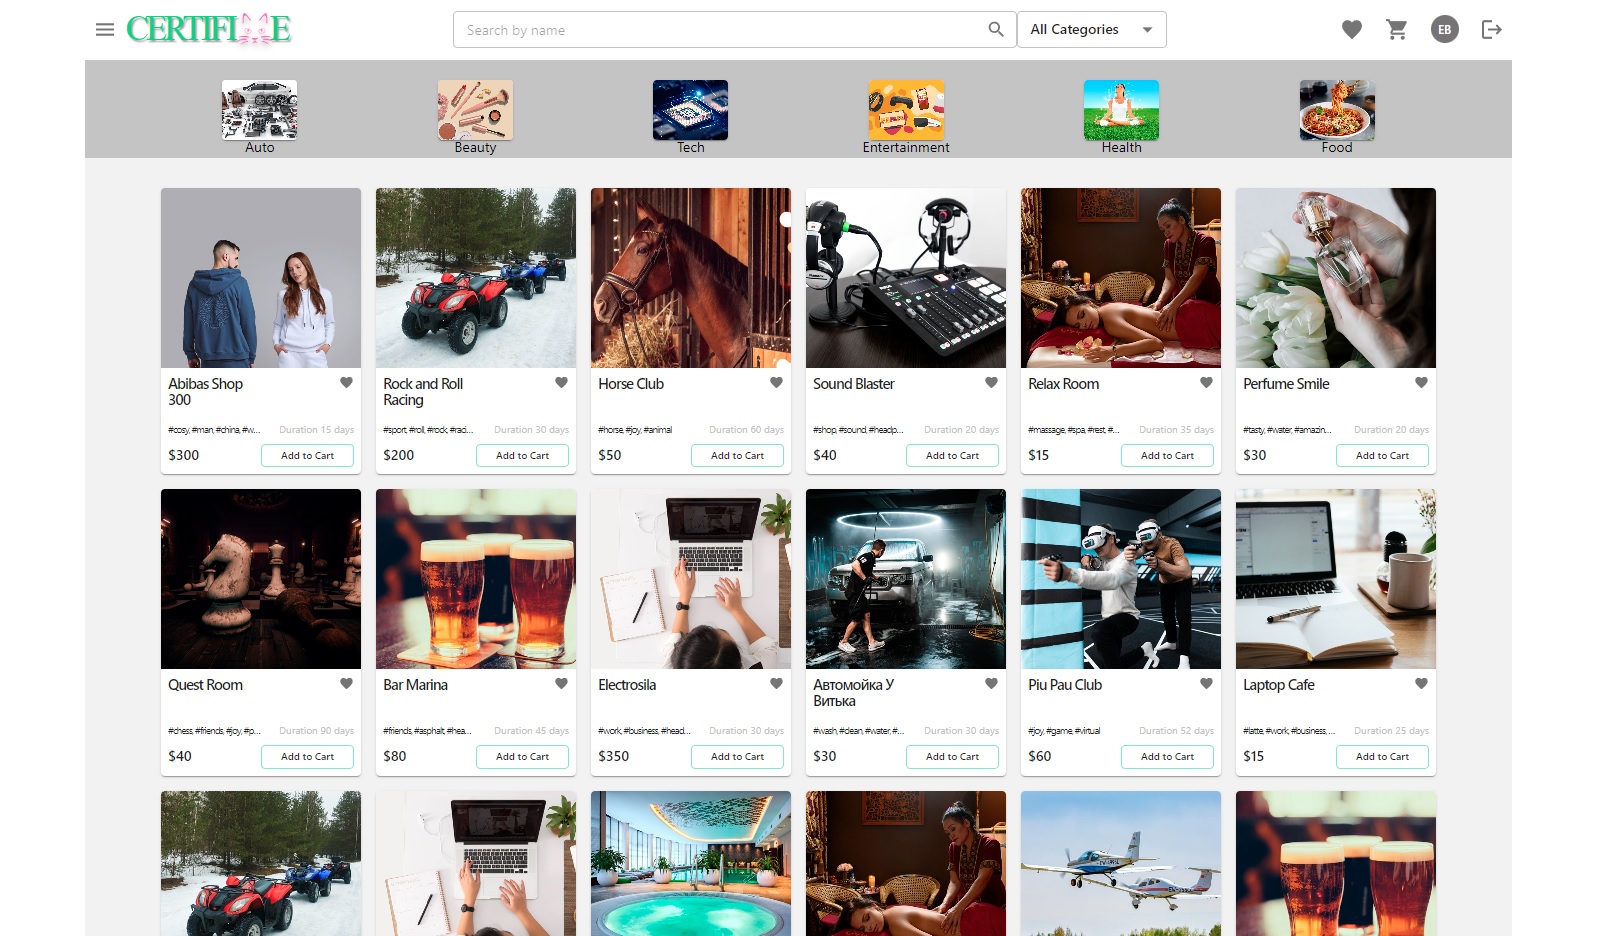 CERTIFI E
Search by name
All Categories
EB
Auto
Beauty
Tech
Entertainment
Health
Food
Abibas Shop
300
#cosy, #man, #china, #w...
Duration 15 days
$300
Add to Cart
Rock and Roll
Racing
#sport, #roll, #rock, #raci...
Duration 30 days
$200
Add to Cart
Horse Club
#horse, #joy, #animal
Duration 60 days
$50
Add to Cart
Sound Blaster
#shop, #sound, #headp...
Duration 20 days
$40
Add to Cart
Relax Room
#massage, #spa, #rest, #...
Duration 35 days
$15
Add to Cart
Perfume Smile
#tasty, #water, #amazin...
Duration 20 days
$30
Add to Cart
Quest Room
#chess, #friends, #joy, #p...
Duration 90 days
$40
Add to Cart
Bar Marina
#friends, #asphalt, #hea...
Duration 45 days
$80
Add to Cart
Electrosila
#work, #business, #head...
Duration 30 days
$350
Add to Cart
Автомойка У
Витька
#wash, #clean, #water, #...
Duration 30 days
$30
Add to Cart
Piu Pau Club
#joy, #game, #virtual
Duration 52 days
$60
Add to Cart
Laptop Cafe
#latte, #work, #business, ...
Duration 25 days
$15
Add to Cart